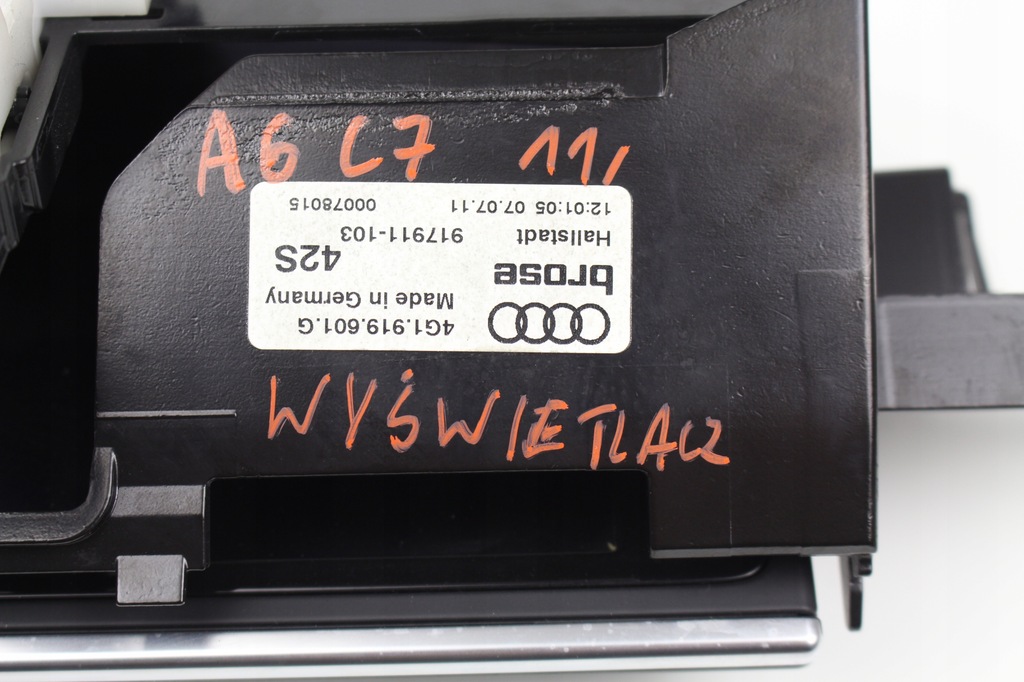 A6 C7 11r
4G1.919.601.G
Made in Germany
brose 42S
Hallstadt 917911-103
12:01:05 07.07.11 00078015
WYŚWIETLACZ